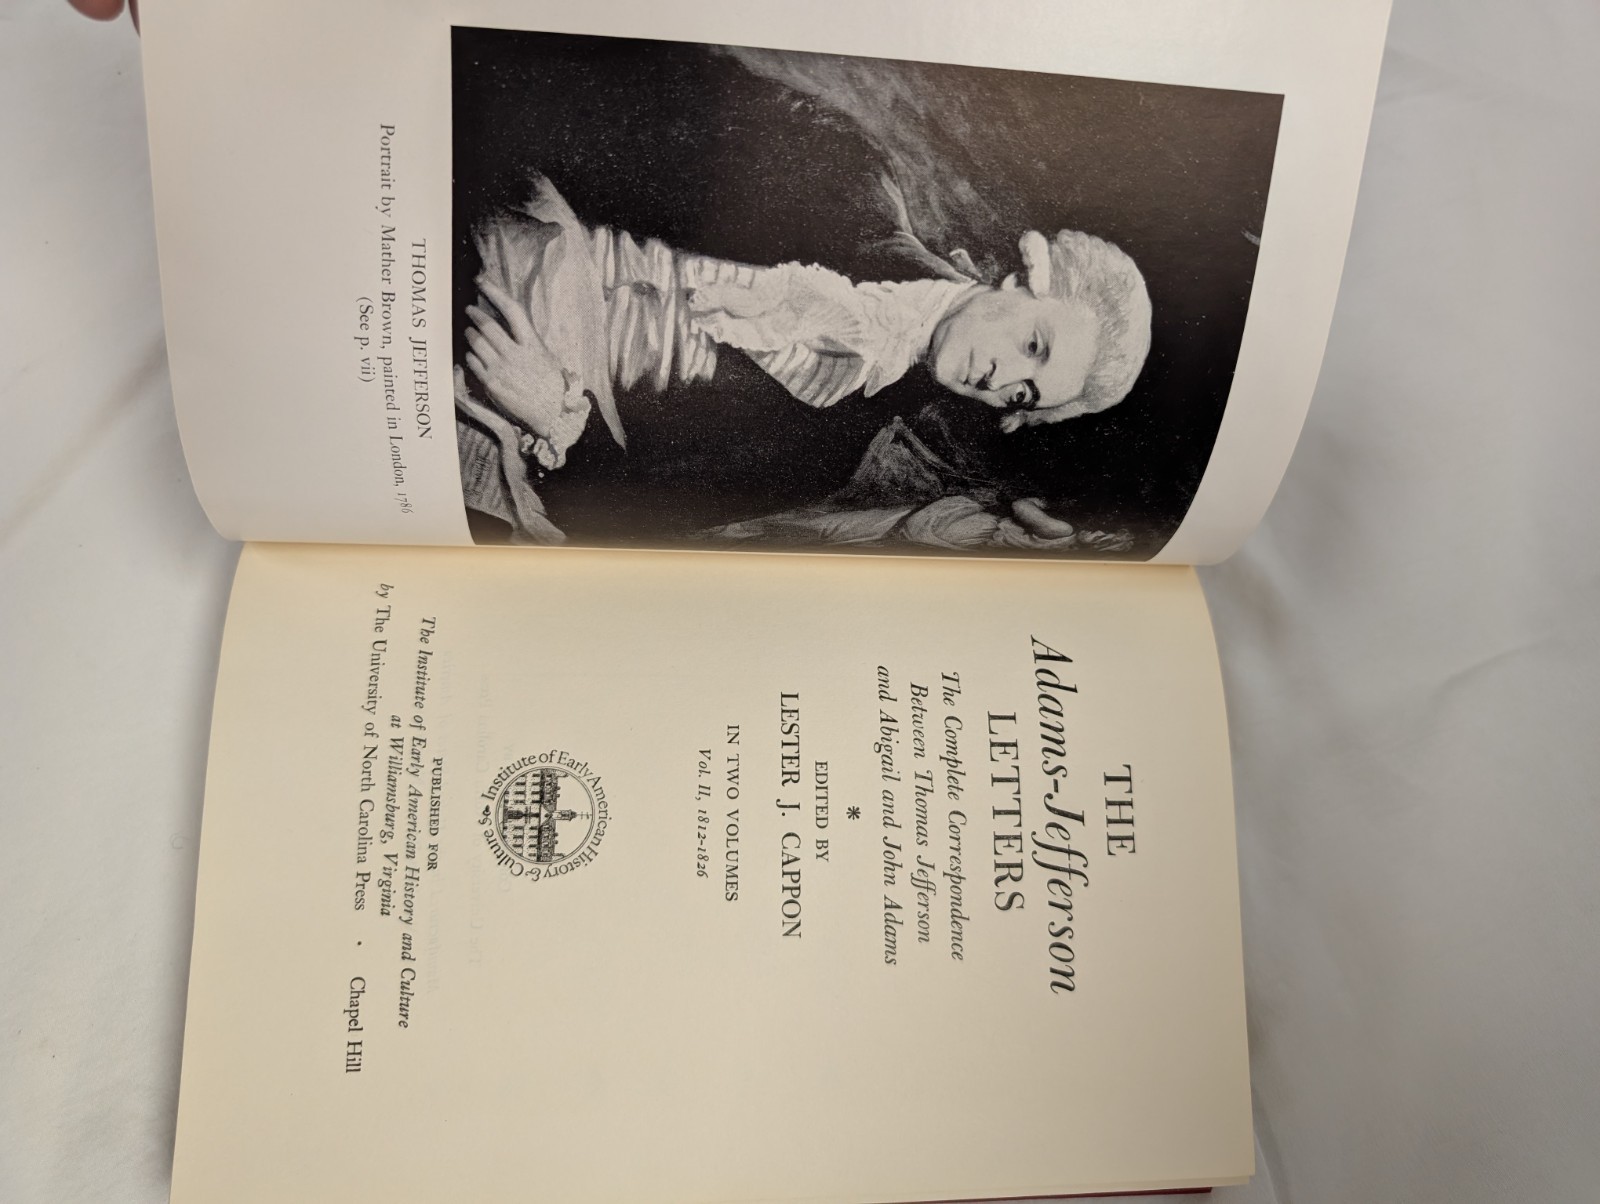 THOMAS JEFFERSON
Portrait by Mather Brown, painted in London, 1786
(See p. vii)
THE
Adams-Jefferson
LETTERS
The Complete Correspondence
Between Thomas Jefferson
and Abigail and John Adams
*
EDITED BY
LESTER J. CAPPON
IN TWO VOLUMES
Vol. II, 1812-1826
Institute of Early American History & Culture
PUBLISHED FOR
The Institute of Early American History and Culture
at Williamsburg, Virginia
by The University of North Carolina Press • Chapel Hill